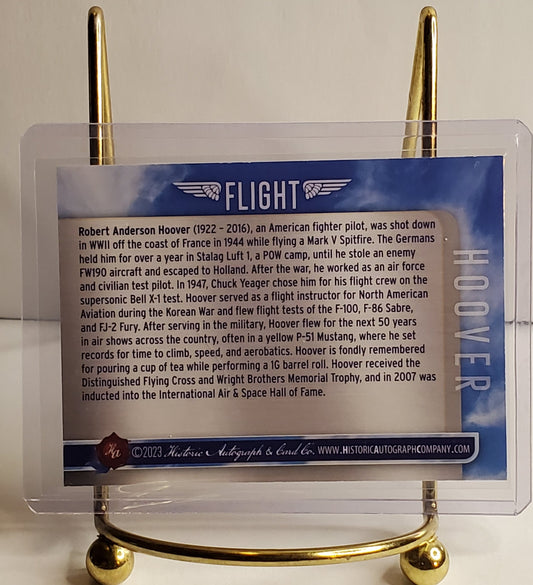 FLIGHT
Robert Anderson Hoover (1922 – 2016), an American fighter pilot, was shot down
in WWII off the coast of France in 1944 while flying a Mark V Spitfire. The Germans
held him for over a year in Stalag Luft 1, a POW camp, until he stole an enemy
FW190 aircraft and escaped to Holland. After the war, he worked as an air force
and civilian test pilot. In 1947, Chuck Yeager chose him for his flight crew on the
supersonic Bell X-1 test. Hoover served as a flight instructor for North American
Aviation during the Korean War and flew flight tests of the F-100, F-86 Sabre,
and FJ-2 Fury. After serving in the military, Hoover flew for the next 50 years
in air shows across the country, often in a yellow P-51 Mustang, where he set
records for time to climb, speed, and aerobatics. Hoover is fondly remembered
for pouring a cup of tea while performing a 1G barrel roll. Hoover received the
Distinguished Flying Cross and Wright Brothers Memorial Trophy, and in 2007 was
inducted into the International Air & Space Hall of Fame.
HOOVER
Ha ©2023 Historic Autograph & Card Co. WWW.HISTORICAUTOGRAPHCOMPANY.COM